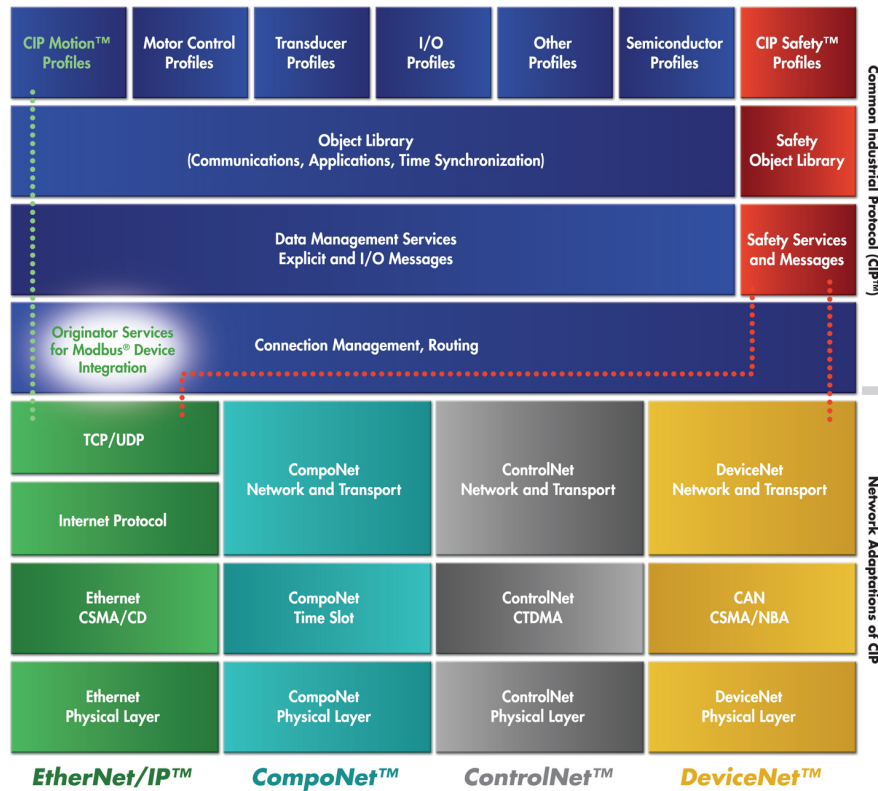 CIP Motion™
Profiles
Motor Control
Profiles
Transducer
Profiles
I/O
Profiles
Other
Profiles
Semiconductor
Profiles
CIP Safety™
Profiles
Object Library
(Communications, Applications, Time Synchronization)
Safety
Object Library
Data Management Services
Explicit and I/O Messages
Safety Services
and Messages
Originator Services
for Modbus® Device
Integration
Connection Management, Routing
Common Industrial Protocol (CIP™)
TCP/UDP
CompoNet
Network and Transport
ControlNet
Network and Transport
DeviceNet
Network and Transport
Internet Protocol
Ethernet
CSMA/CD
CompoNet
Time Slot
ControlNet
CTDMA
CAN
CSMA/NBA
Ethernet
Physical Layer
CompoNet
Physical Layer
ControlNet
Physical Layer
DeviceNet
Physical Layer
Network Adaptations of CIP
EtherNet/IP™
CompoNet™
ControlNet™
DeviceNet™